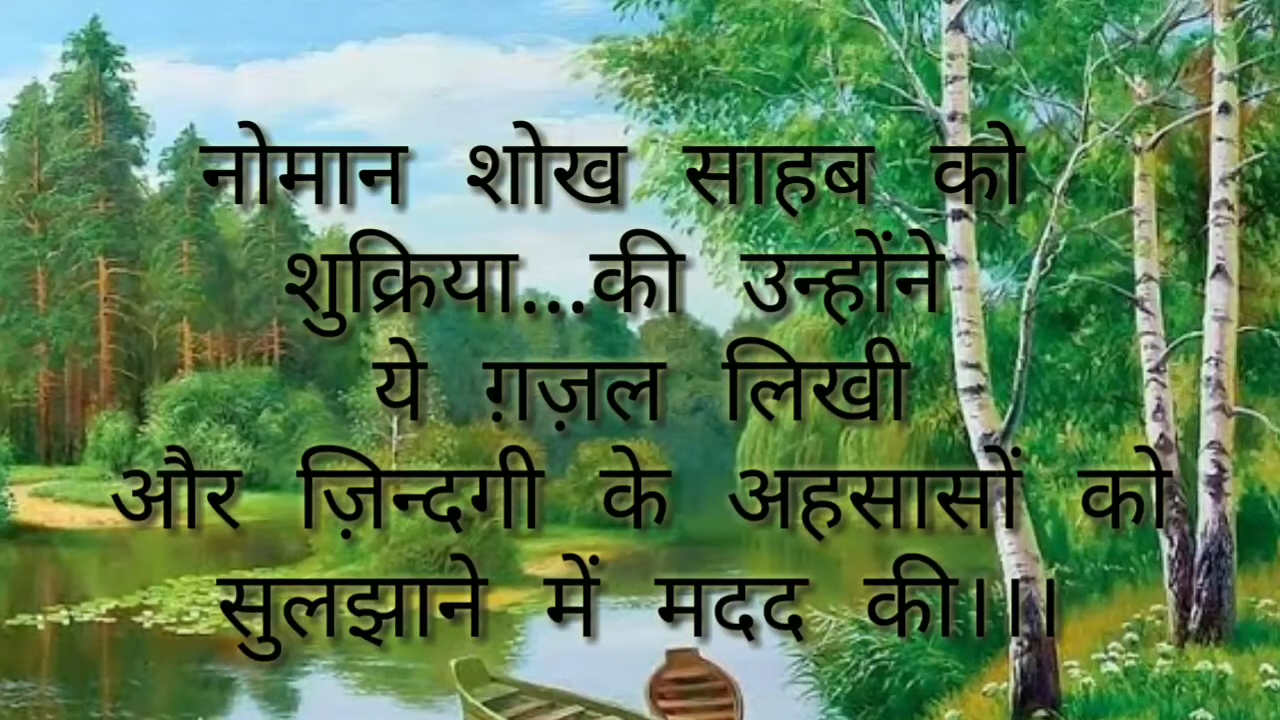 नोमान शोख साहब को
शुक्रिया...की उन्होंने
ये ग़ज़ल लिखी
और ज़िन्दगी के अहसासों को
सुलझाने में मदद की।।।